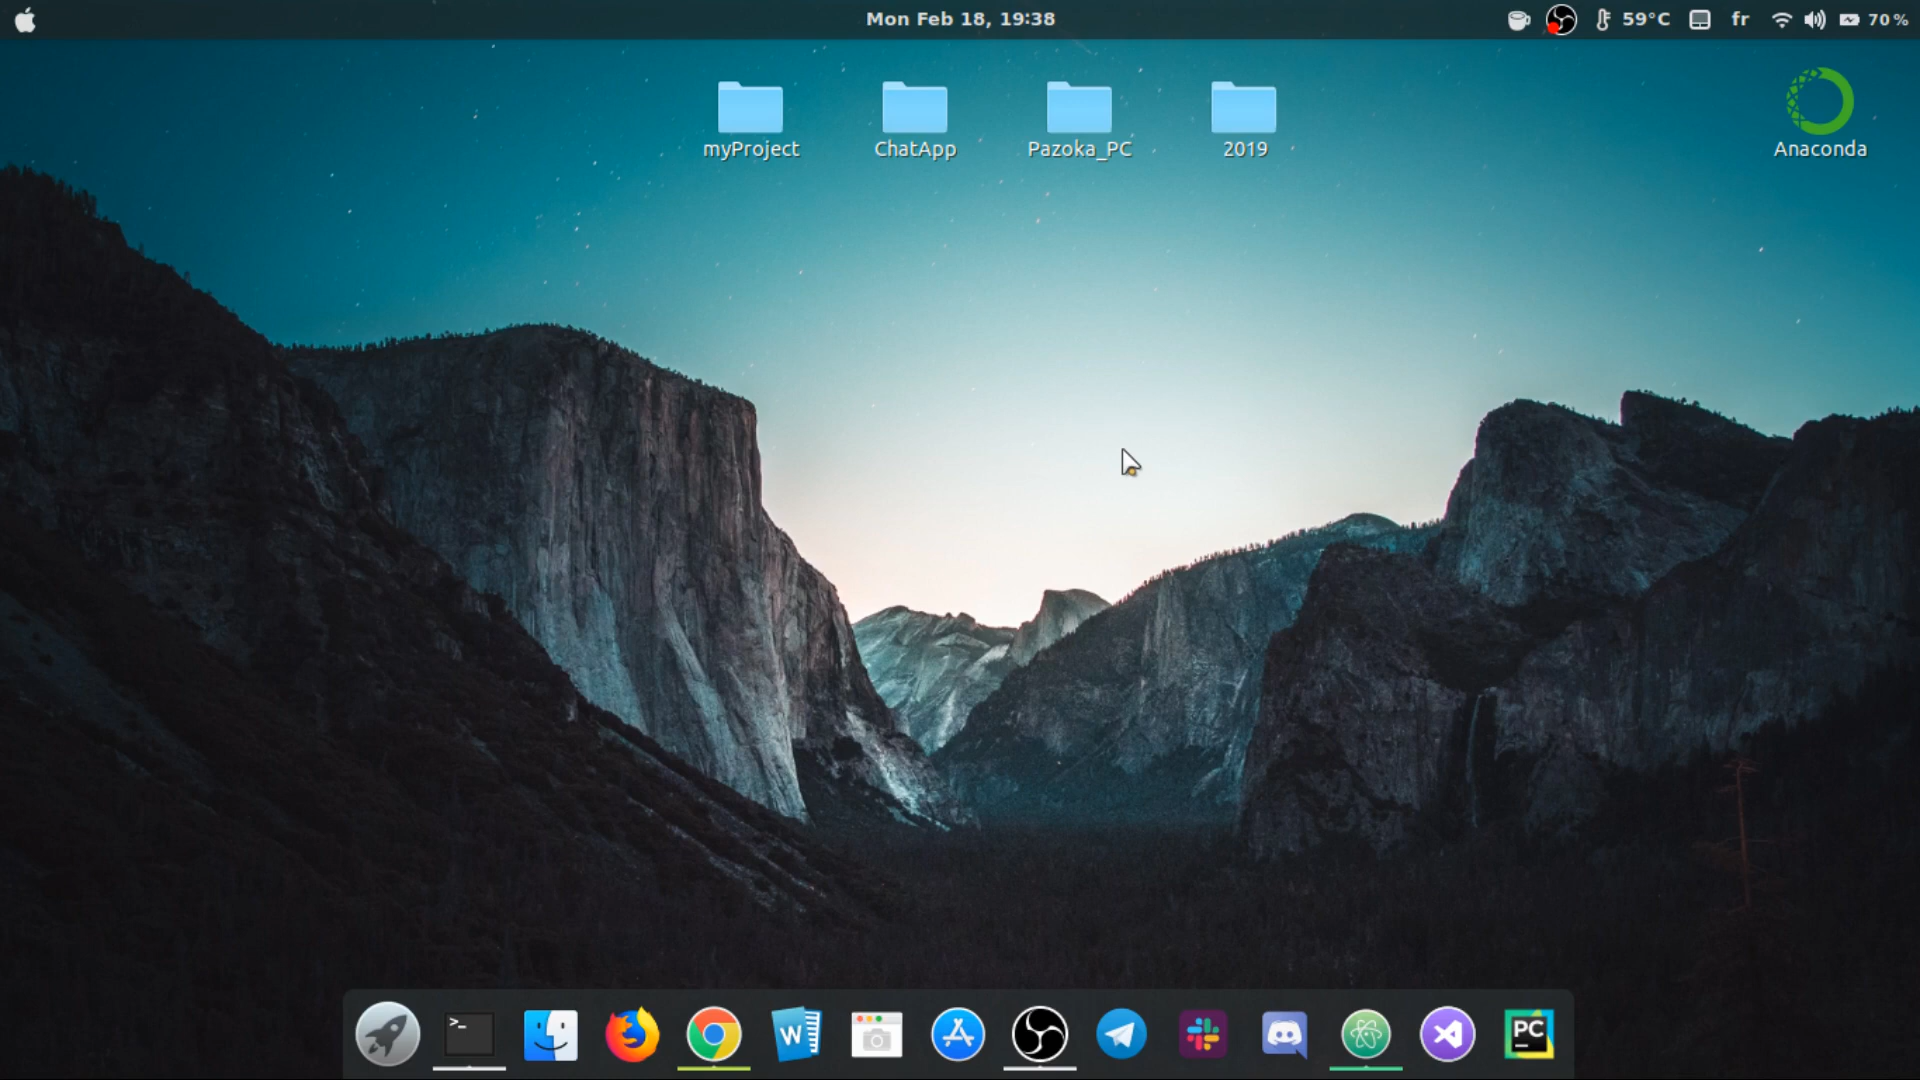 Mon Feb 18, 19:38
59°C
fr
70 %
myProject
ChatApp
Pazoka_PC
2019
Anaconda
>_
W
PC